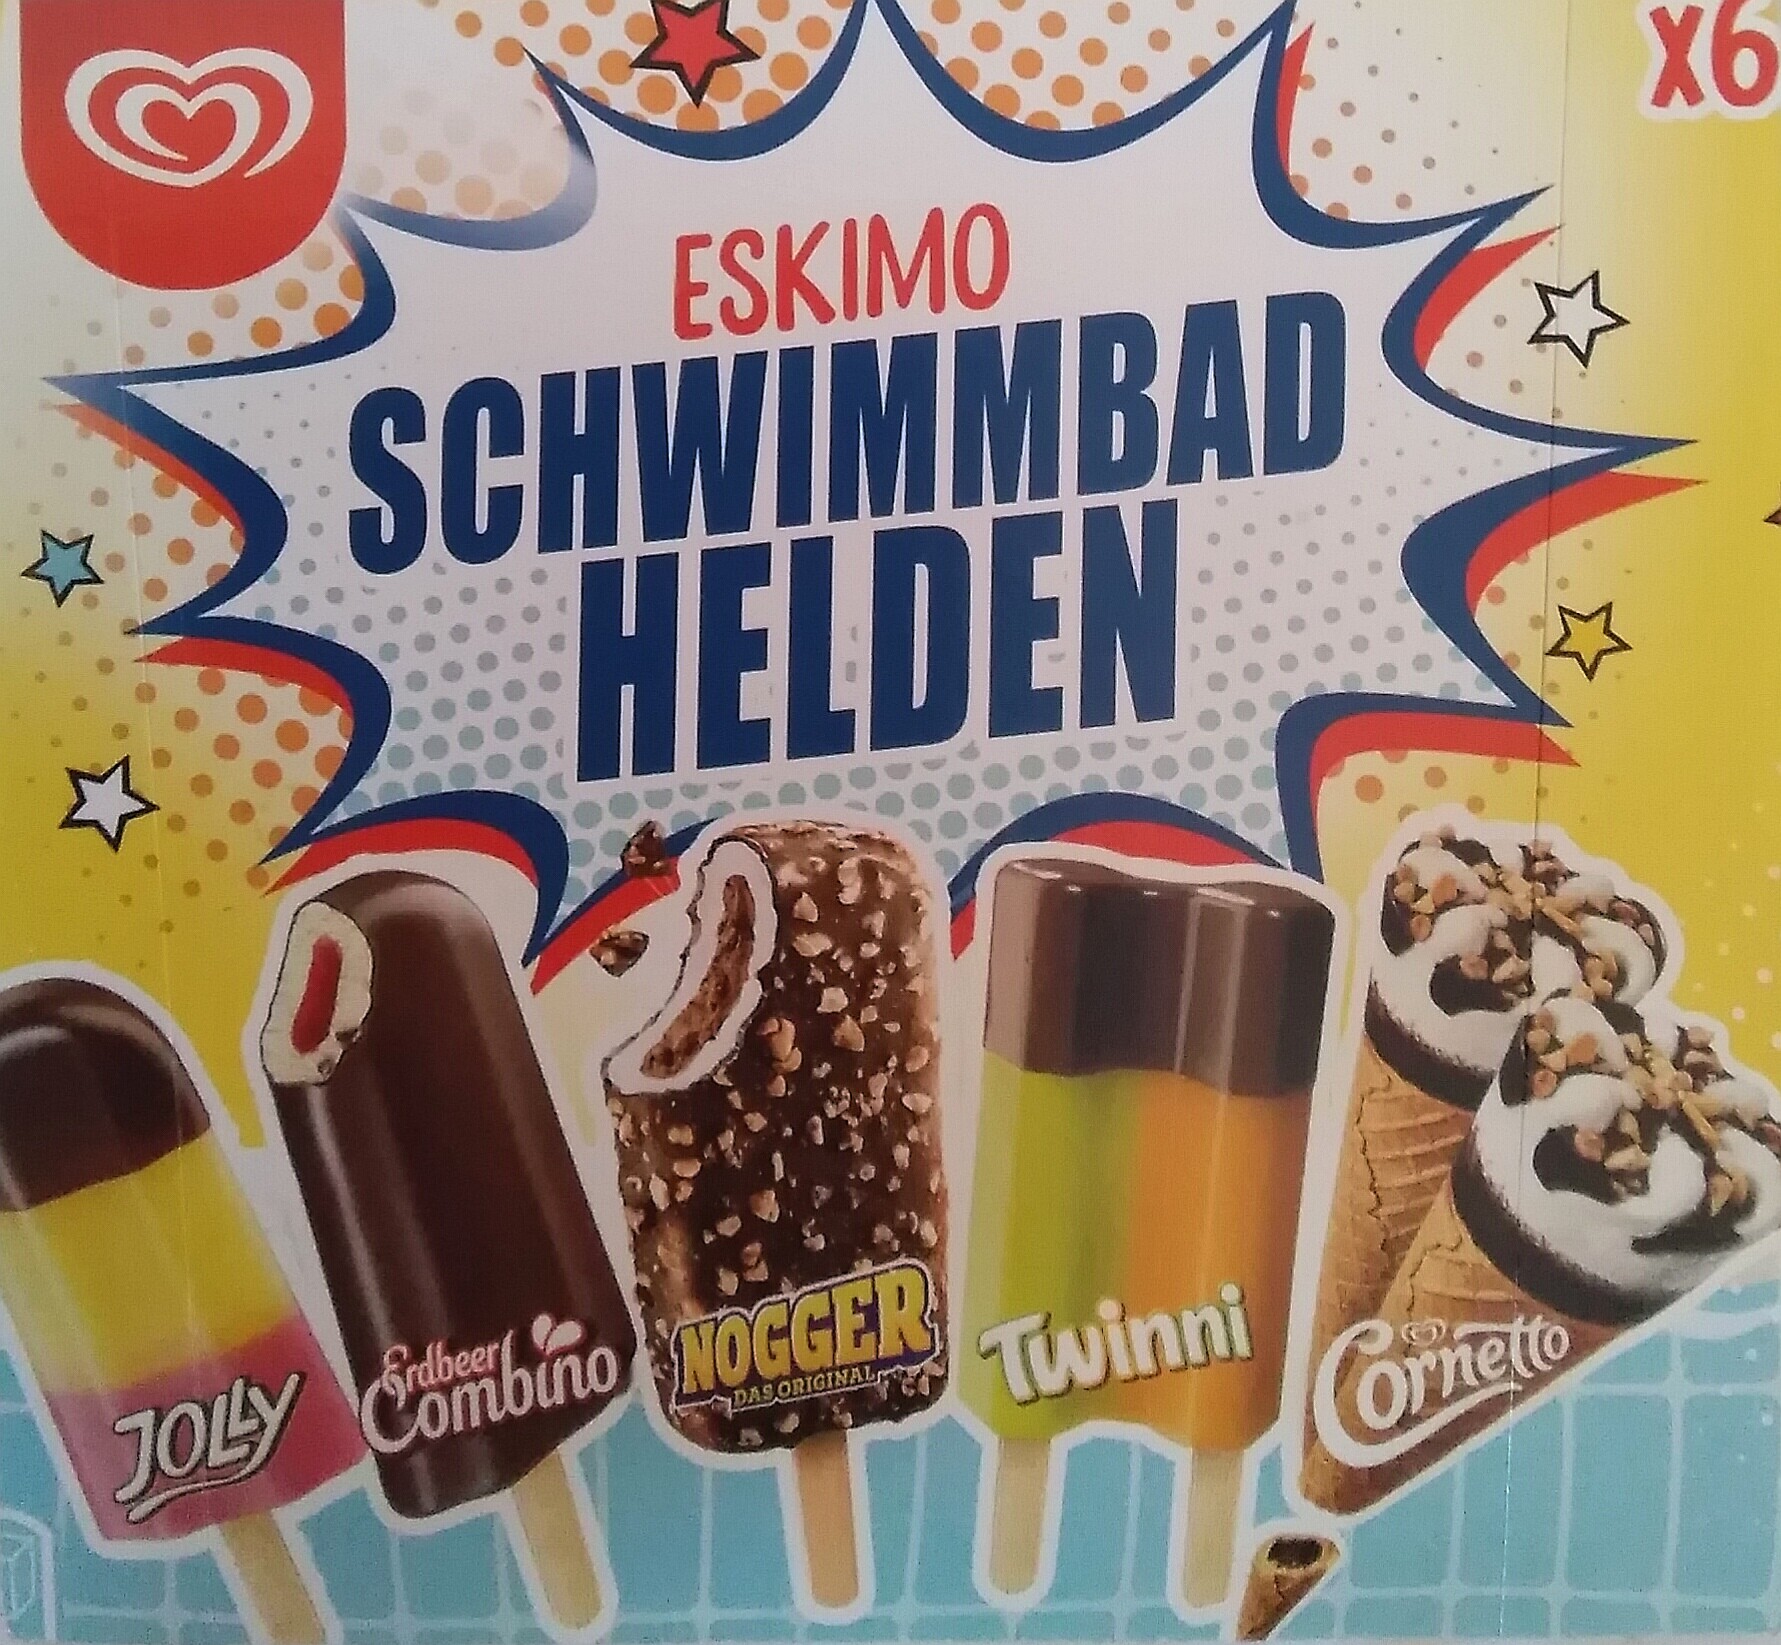 x6
ESKIMO
SCHWIMMBAD
HELDEN
JOLLY
Erdbeer
Combino
NOGGER
DAS ORIGINAL
Twinni
Cornetto